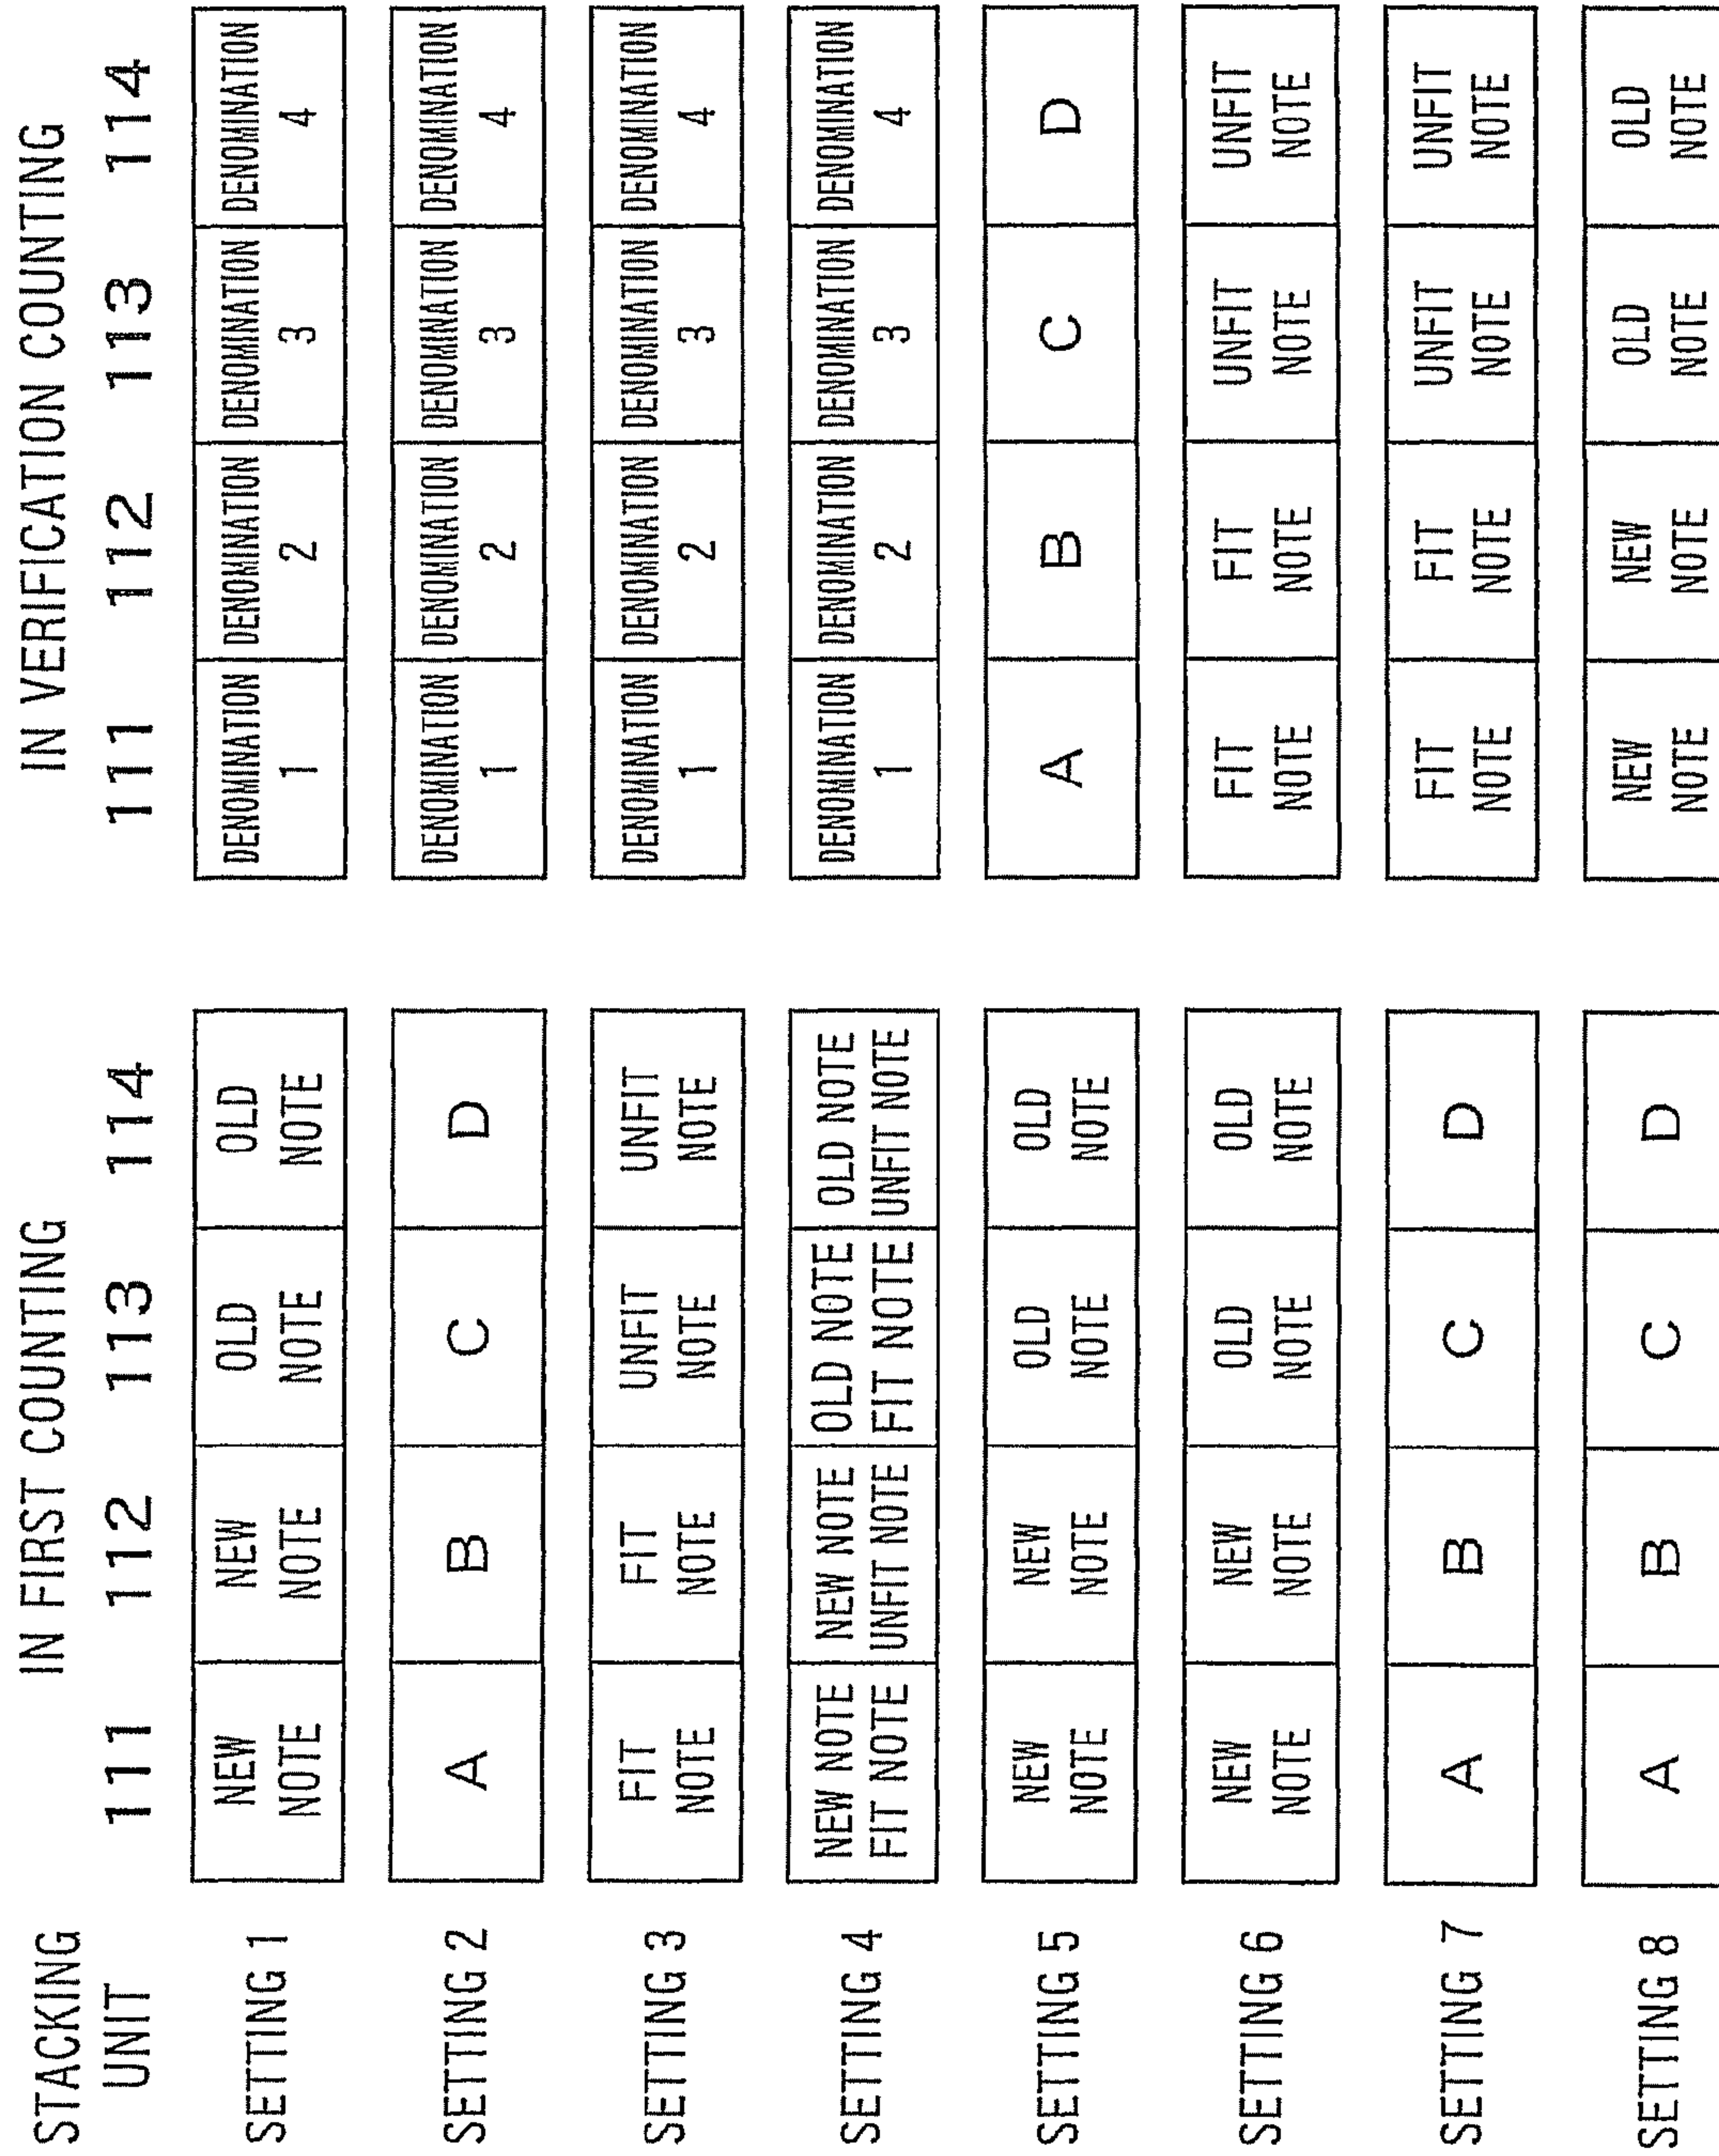 IN FIRST COUNTING
IN VERIFICATION COUNTING
STACKING
UNIT
111 112 113 114 111 112 113 114
SETTING 1
NEW
NOTE
NEW
NOTE
OLD
NOTE
OLD
NOTE
DENOMINATION
1
DENOMINATION
2
DENOMINATION
3
DENOMINATION
4
SETTING 2
A
B
C
D
DENOMINATION
1
DENOMINATION
2
DENOMINATION
3
DENOMINATION
4
SETTING 3
FIT
NOTE
FIT
NOTE
UNFIT
NOTE
UNFIT
NOTE
DENOMINATION
1
DENOMINATION
2
DENOMINATION
3
DENOMINATION
4
SETTING 4
NEW NOTE
FIT NOTE
NEW NOTE
UNFIT NOTE
OLD NOTE
FIT NOTE
OLD NOTE
UNFIT NOTE
DENOMINATION
1
DENOMINATION
2
DENOMINATION
3
DENOMINATION
4
SETTING 5
NEW
NOTE
NEW
NOTE
OLD
NOTE
OLD
NOTE
A
B
C
D
SETTING 6
NEW
NOTE
NEW
NOTE
OLD
NOTE
OLD
NOTE
FIT
NOTE
FIT
NOTE
UNFIT
NOTE
UNFIT
NOTE
SETTING 7
A
B
C
D
FIT
NOTE
FIT
NOTE
UNFIT
NOTE
UNFIT
NOTE
SETTING 8
A
B
C
D
NEW
NOTE
NEW
NOTE
OLD
NOTE
OLD
NOTE